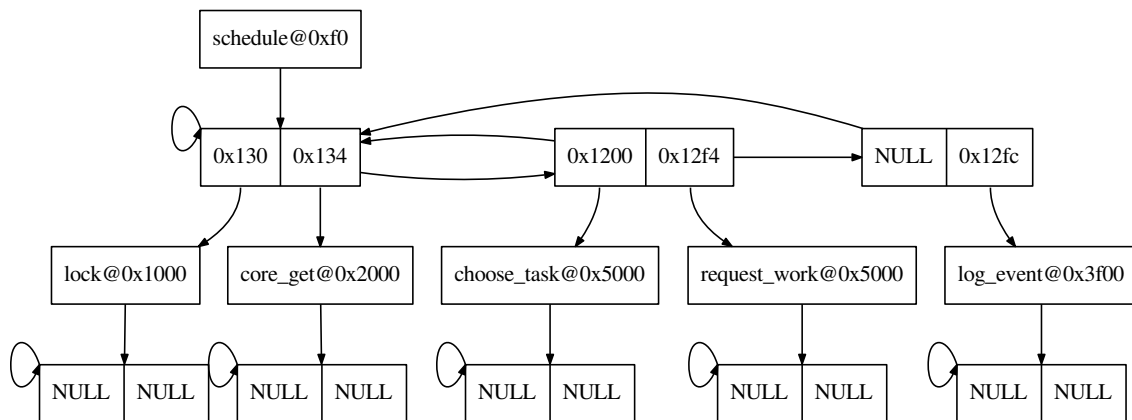 schedule@0xf0
0x130 0x134 0x1200 0x12f4 NULL 0x12fc
lock@0x1000 core_get@0x2000 choose_task@0x5000 request_work@0x5000 log_event@0x3f00
NULL NULL NULL NULL NULL NULL NULL NULL NULL NULL